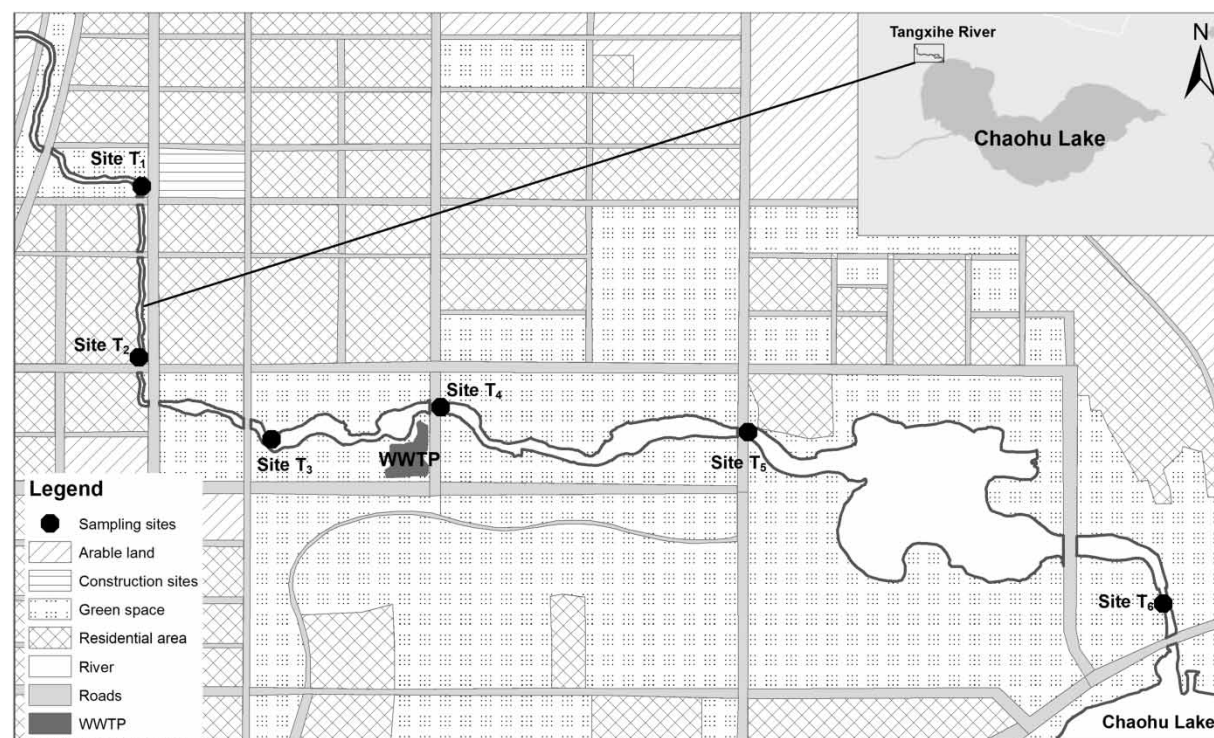 Tangxihe River
N
Chaohu Lake
Site T1
Site T2
Site T4
Site T3
WWTP
Site T5
Site T6
Chaohu Lake
Legend
Sampling sites
Arable land
Construction sites
Green space
Residential area
River
Roads
WWTP